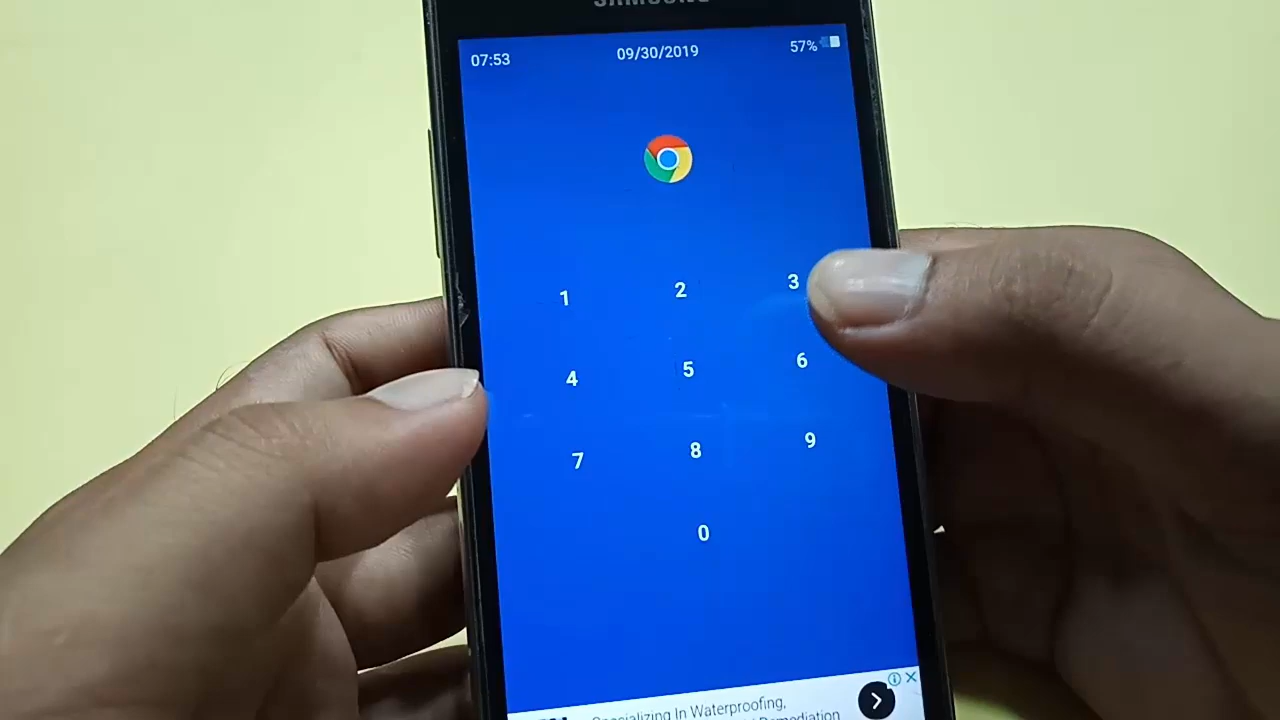 SAMSUNG
07:53 09/30/2019 57%
1 2 3
4 5 6
7 8 9
0
Specializing In Waterproofing,
Remediation